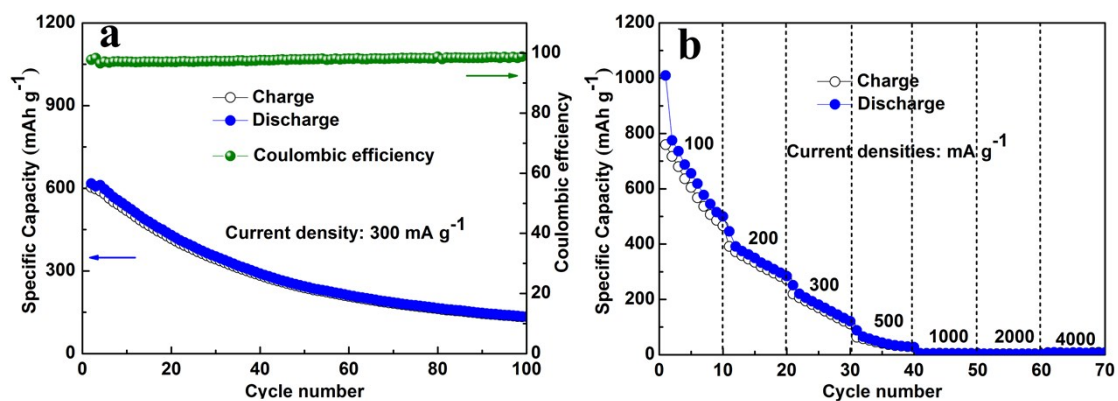 a
1200
900
600
300
0
Specific Capacity (mAh g⁻¹)
Charge
Discharge
Coulombic efficiency
Current density: 300 mA g⁻¹
0 20 40 60 80 100
Cycle number
100
80
60
40
20
0
Coulombic effciency
b
1200
1000
800
600
400
200
0
Specific Capacity (mAh g⁻¹)
Charge
Discharge
Current densities: mA g⁻¹
100
200
300
500
1000
2000
4000
0 10 20 30 40 50 60 70
Cycle number